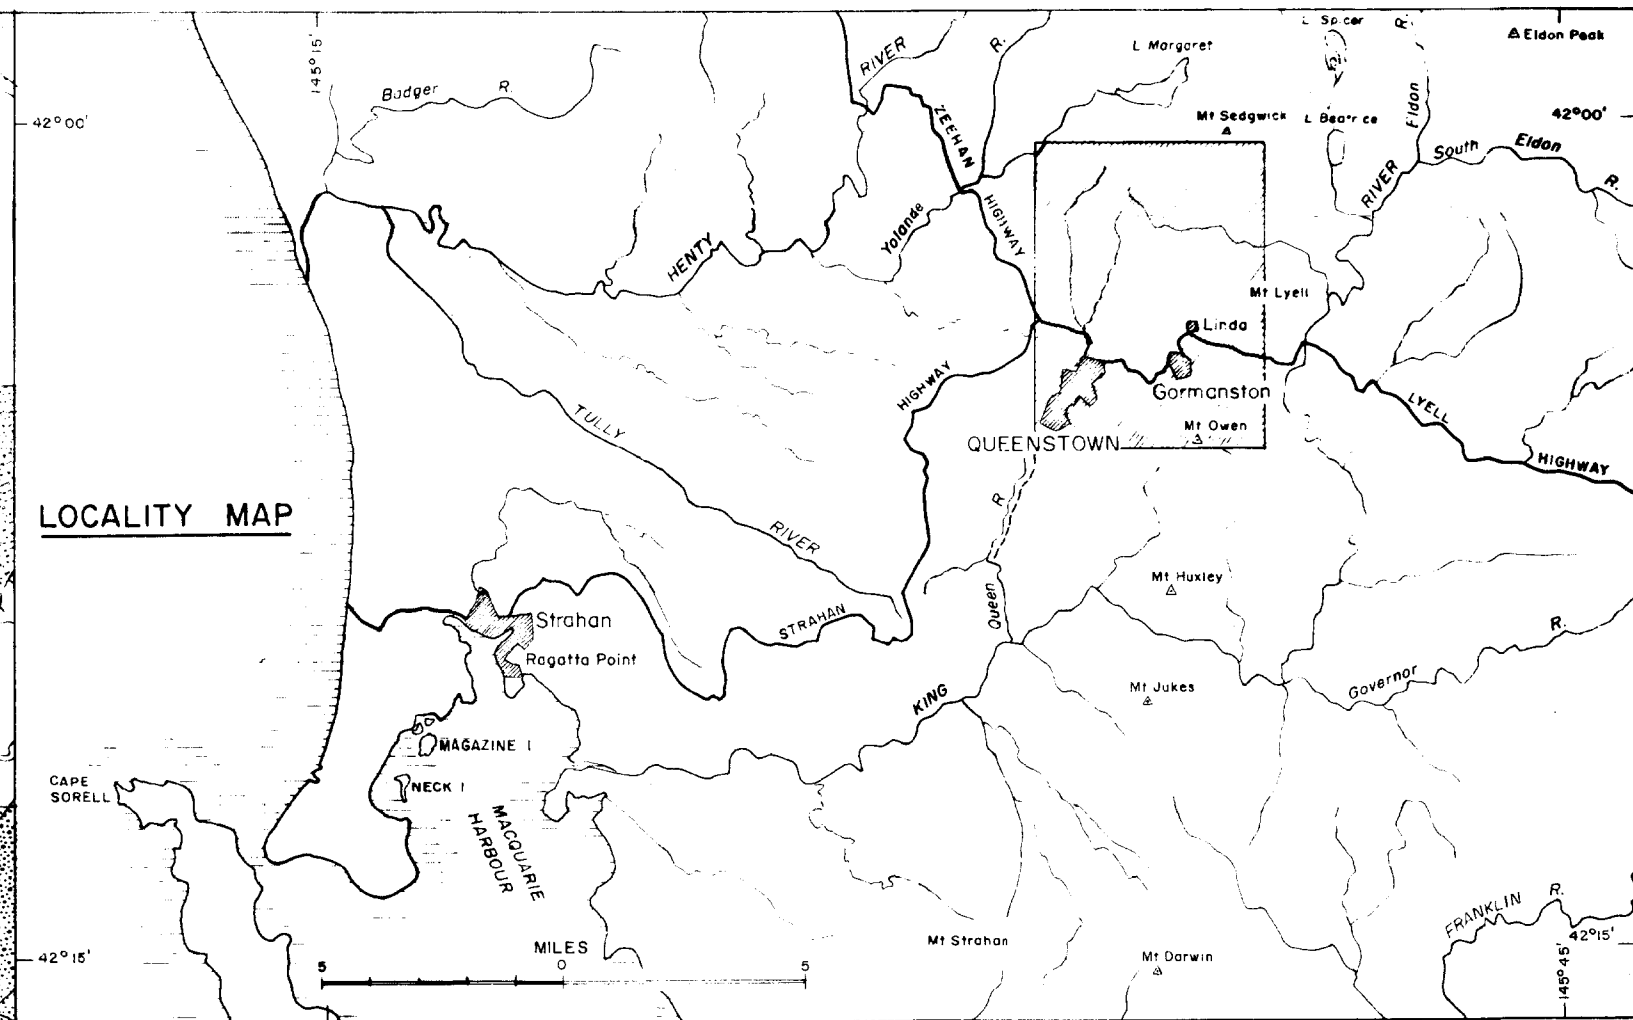 L Spicer
R.
Eldon Peak
145°15'
RIVER
R.
L Margaret
Badger R.
42°00'
ZEEHAN
Mt Sedgwick
L Beatrice
Eldon
42°00'
South Eldon
R.
RIVER
Yolande
HIGHWAY
HENTY
Mt Lyell
Linda
HIGHWAY
Gormanston
LYELL
TULLY
Mt Owen
QUEENSTOWN
HIGHWAY
R.
LOCALITY MAP
RIVER
Mt Huxley
Queen
Strahan
STRAHAN
R.
Ragatta Point
Mt Jukes
Governor
KING
MAGAZINE I
CAPE
SORELL
NECK I
MACQUARIE
HARBOUR
FRANKLIN R.
Mt Strahan
42°15'
MILES
42°15'
Mt Darwin
5 0 5
145°45'